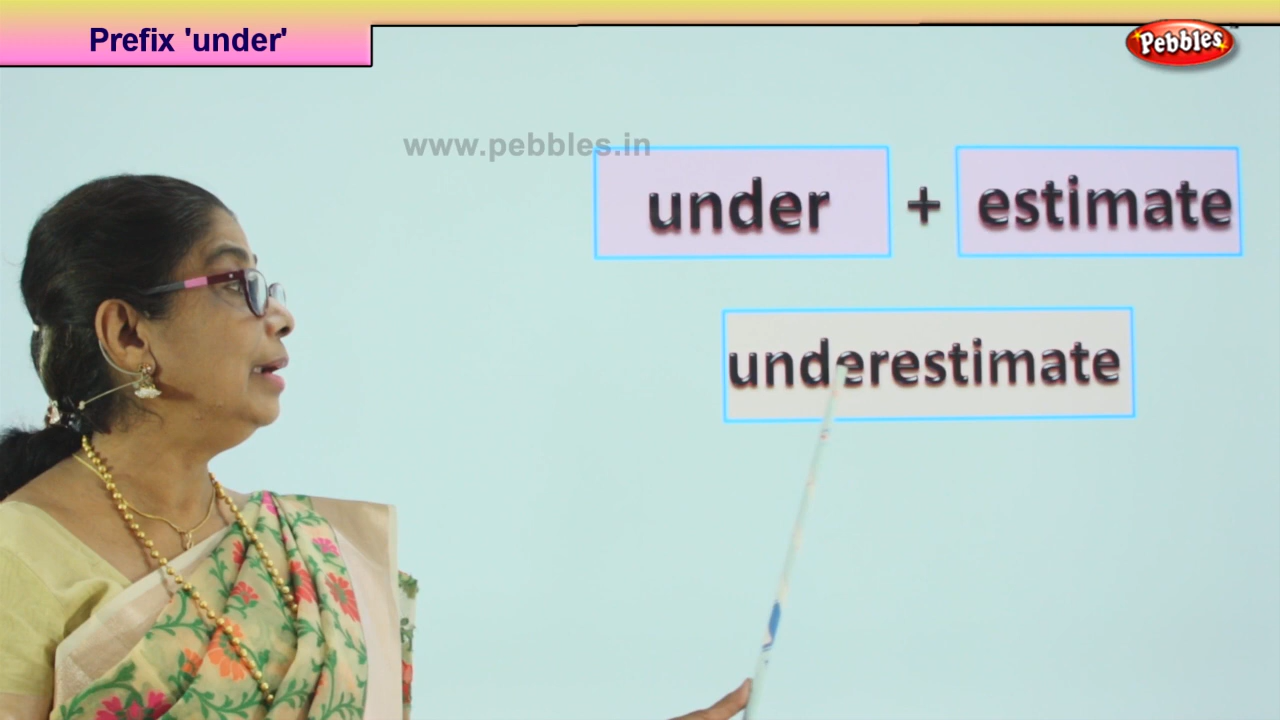 Prefix 'under'
Pebbles
www.pebbles.in
under + estimate
underestimate